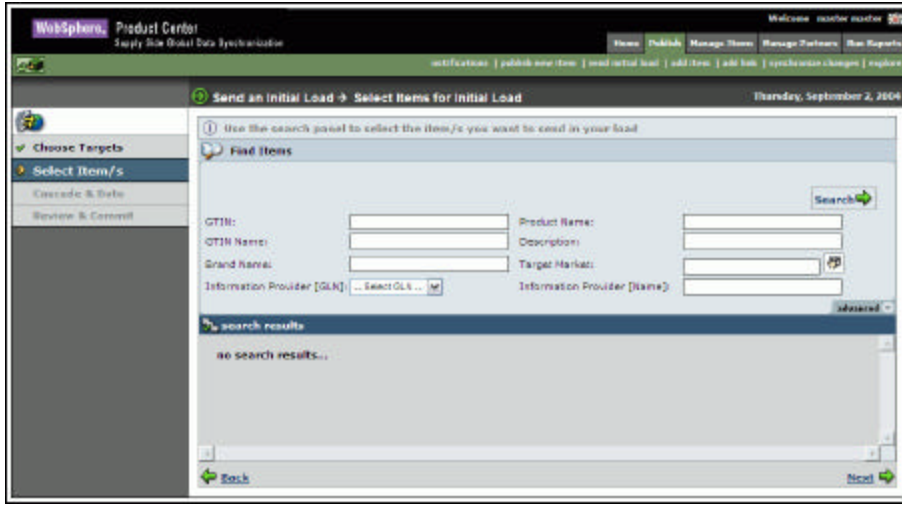 WebSphere. Product Center
Supply Side Global Data Synchronization
Welcome master master
Home Publish Manage Items Manage Partners Run Reports
notifications | publish new item | send initial load | add item | add link | synchronize changes | explore
Send an Initial Load → Select Items for Initial Load
Thursday, September 2, 2004
Choose Targets
Select Item/s
Cascade & Date
Review & Commit
Use the search panel to select the item/s you want to send in your load
Find Items
Search
GTIN: Product Name:
GTIN Name: Description:
Brand Name: Target Market:
Information Provider [GLN]: ... Select GLN ... Information Provider [Name]:
advanced
search results
no search results...
Back Next